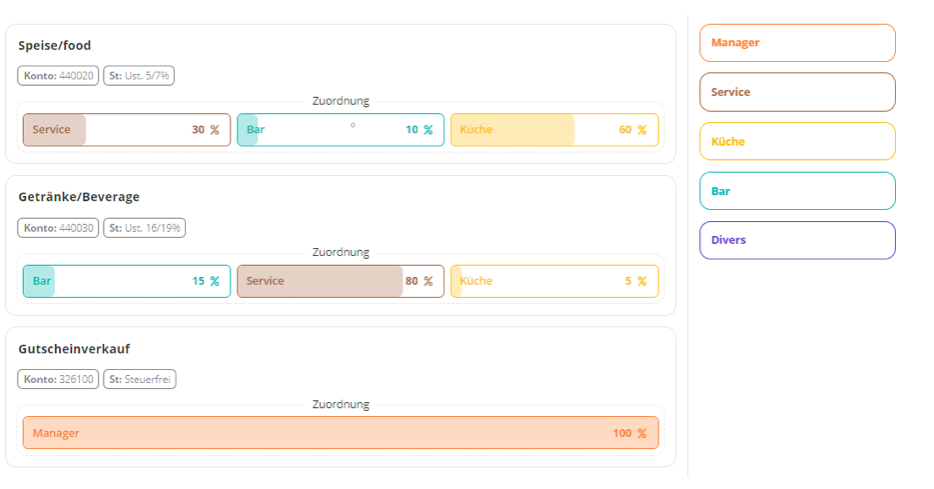 Speise/food
Konto: 440020 St: Ust. 5/7%
Zuordnung
Service 30 % Bar 10 % Küche 60 %
Getränke/Beverage
Konto: 440030 St: Ust. 16/19%
Zuordnung
Bar 15 % Service 80 % Küche 5 %
Gutscheinverkauf
Konto: 326100 St: Steuerfrei
Zuordnung
Manager 100 %
Manager
Service
Küche
Bar
Divers